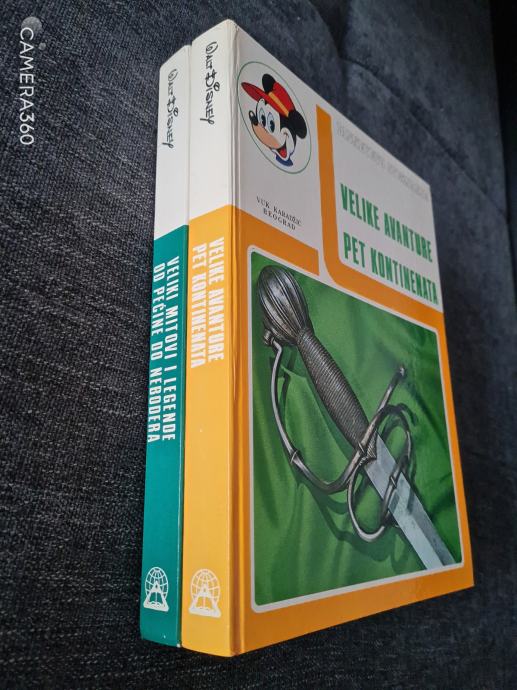 CAMERA360
WALT DISNEY
VELIKI MITOVI I LEGENDE
OD PEĆINE DO NEBODERA
WALT DISNEY
VELIKE AVANTURE
PET KONTINENATA
VUK KARADŽIĆ
BEOGRAD
VELIKE AVANTURE
PET KONTINENATA